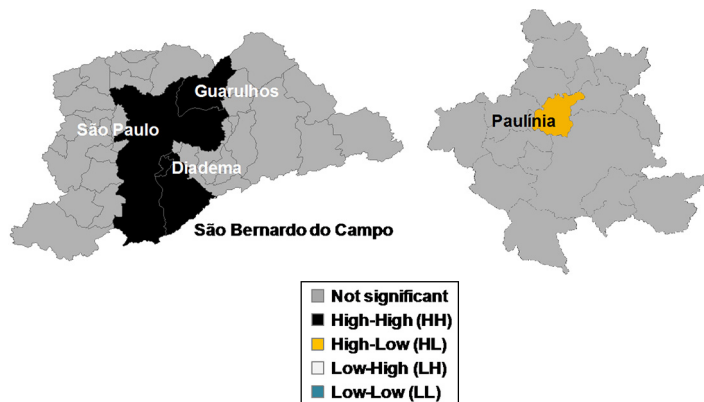 Guarulhos
São Paulo
Diadema
São Bernardo do Campo
Paulínia
Not significant
High-High (HH)
High-Low (HL)
Low-High (LH)
Low-Low (LL)